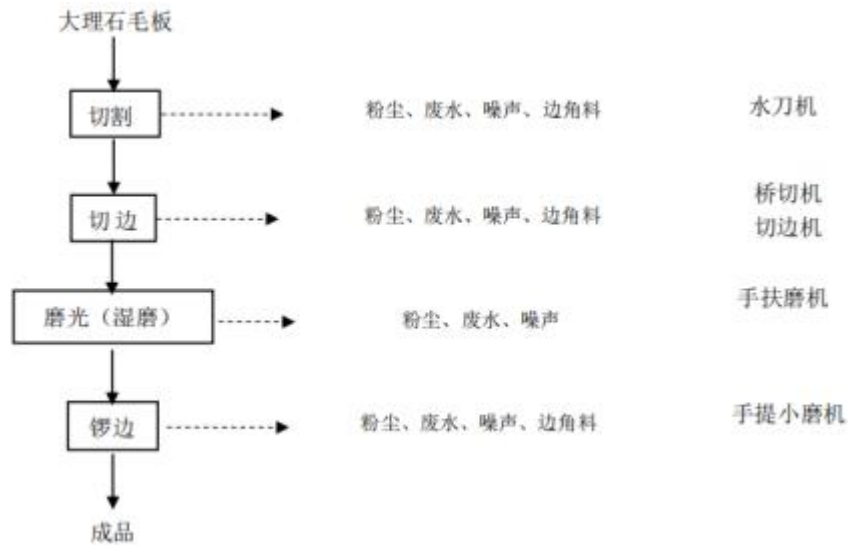 大理石毛板
切割
粉尘、废水、噪声、边角料
水刀机
切边
粉尘、废水、噪声、边角料
桥切机
切边机
磨光（湿磨）
粉尘、废水、噪声
手扶磨机
锣边
粉尘、废水、噪声、边角料
手提小磨机
成品